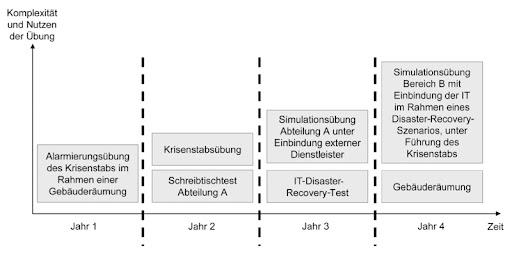 Komplexität
und Nutzen
der Übung
Alarmierungsübung
des Krisenstabs im
Rahmen einer
Gebäuderäumung
Krisenstabsübung
Schreibtischtest
Abteilung A
Simulationsübung
Abteilung A unter
Einbindung externer
Dienstleister
IT-Disaster-
Recovery-Test
Simulationsübung
Bereich B mit
Einbindung der IT
im Rahmen eines
Disaster-Recovery-
Szenarios, unter
Führung des
Krisenstabs
Gebäuderäumung
Jahr 1
Jahr 2
Jahr 3
Jahr 4
Zeit